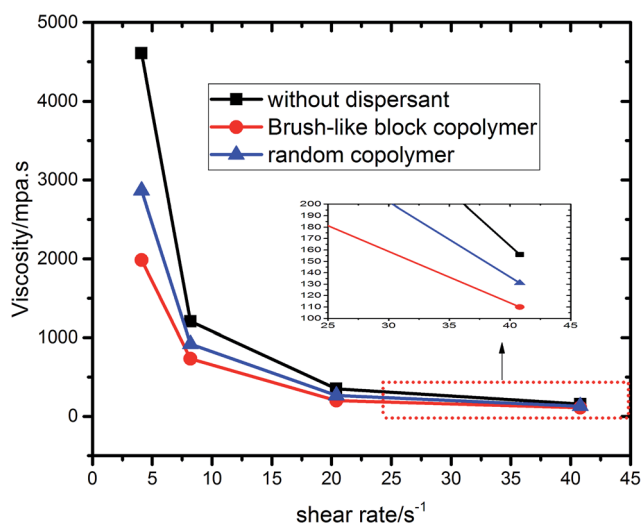 5000
4000
3000
2000
1000
0
Viscosity/mpa.s
without dispersant
Brush-like block copolymer
random copolymer
200
190
180
170
160
150
140
130
120
110
100
25 30 35 40 45
0 5 10 15 20 25 30 35 40 45
shear rate/s⁻¹